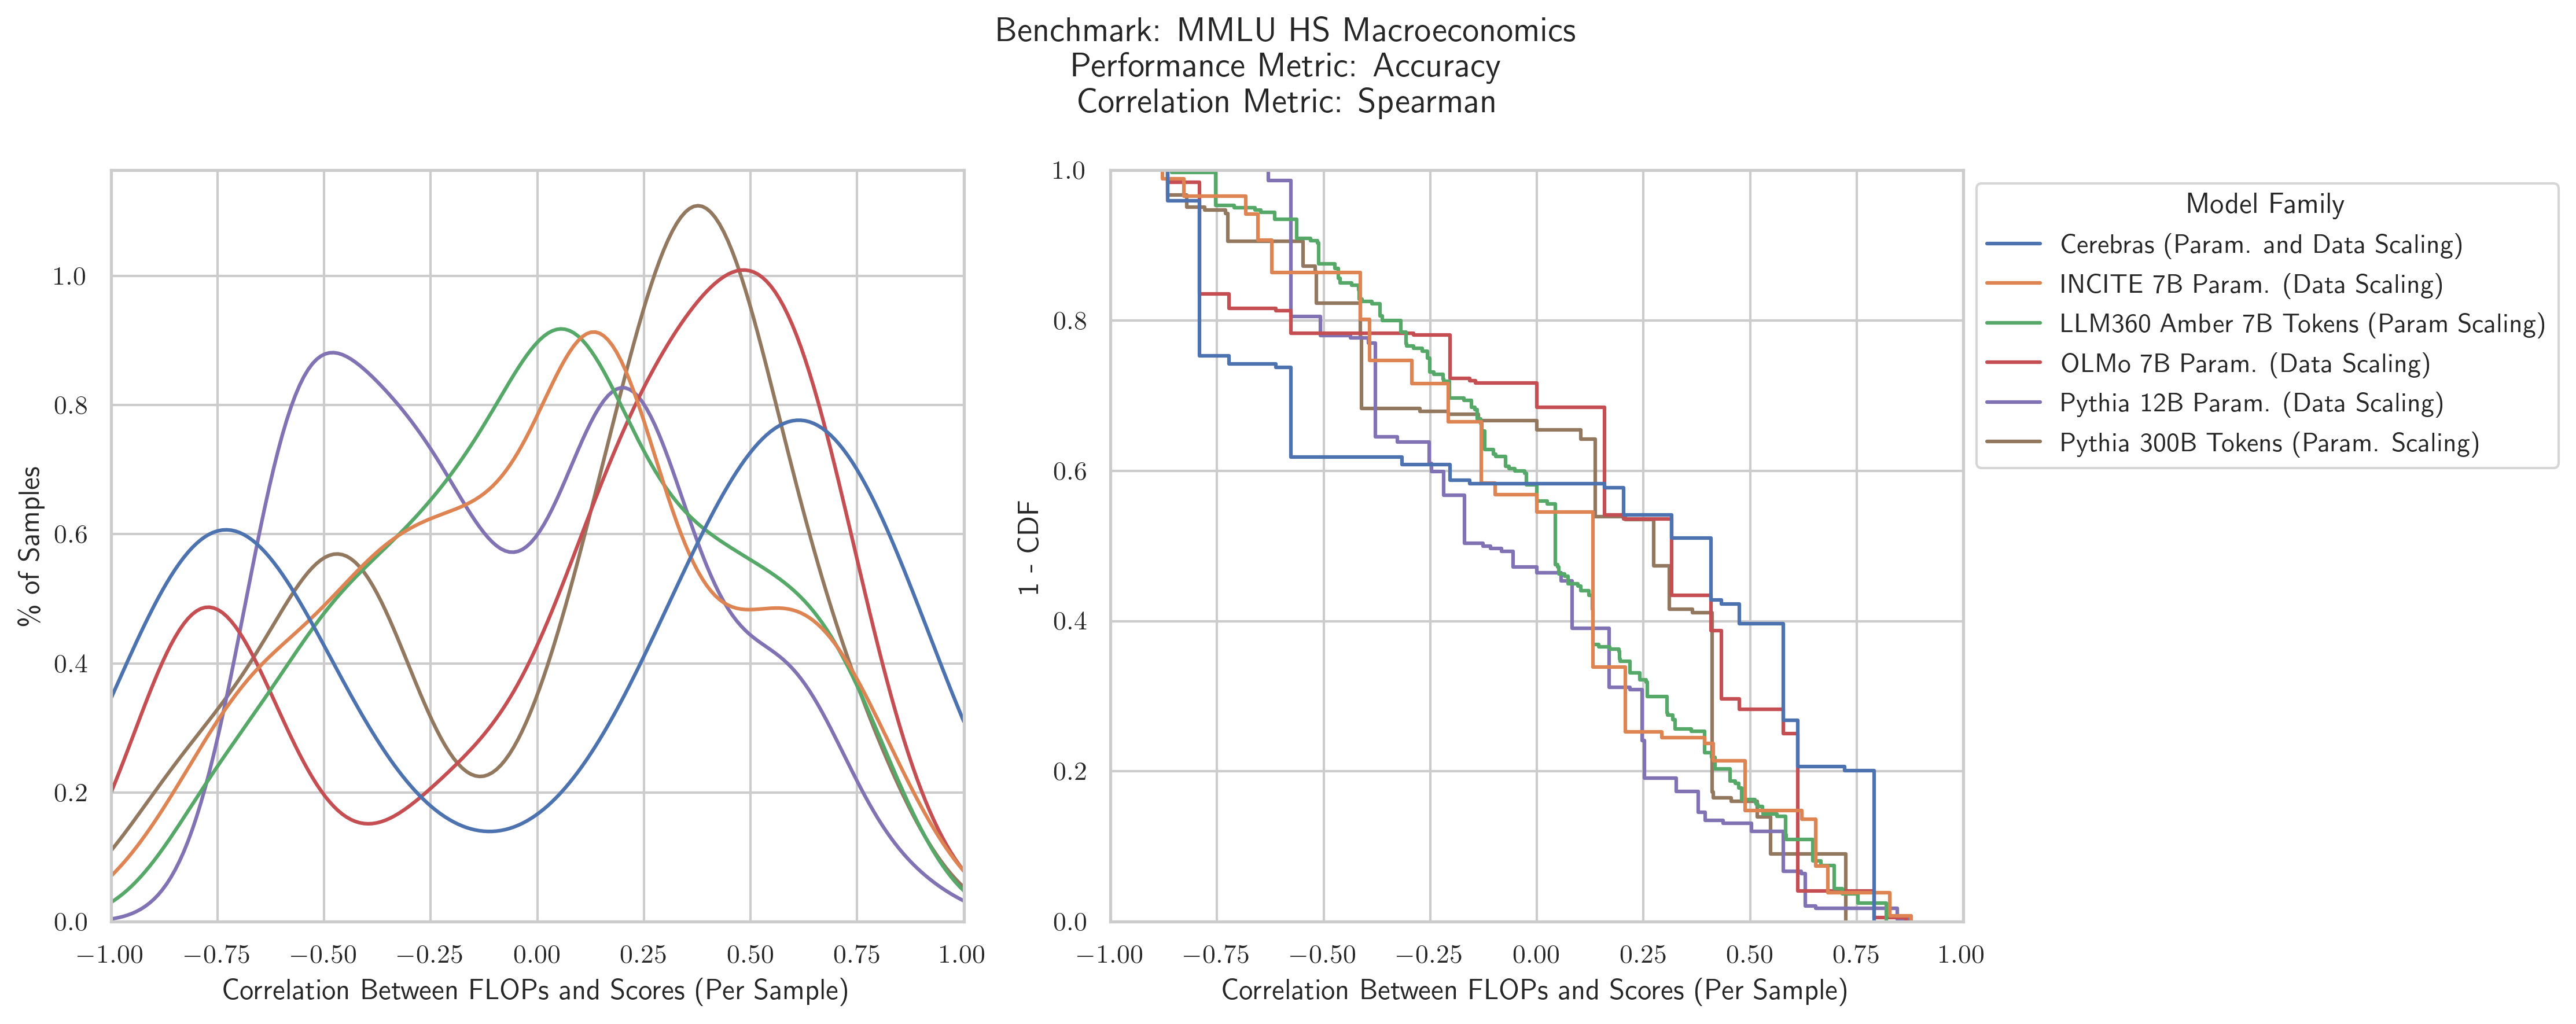 Benchmark: MMLU HS Macroeconomics
Performance Metric: Accuracy
Correlation Metric: Spearman
% of Samples
1.0
0.8
0.6
0.4
0.2
0.0
−1.00 −0.75 −0.50 −0.25 0.00 0.25 0.50 0.75 1.00
Correlation Between FLOPs and Scores (Per Sample)
1 - CDF
1.0
0.8
0.6
0.4
0.2
0.0
−1.00 −0.75 −0.50 −0.25 0.00 0.25 0.50 0.75 1.00
Correlation Between FLOPs and Scores (Per Sample)
Model Family
Cerebras (Param. and Data Scaling)
INCITE 7B Param. (Data Scaling)
LLM360 Amber 7B Tokens (Param Scaling)
OLMo 7B Param. (Data Scaling)
Pythia 12B Param. (Data Scaling)
Pythia 300B Tokens (Param. Scaling)